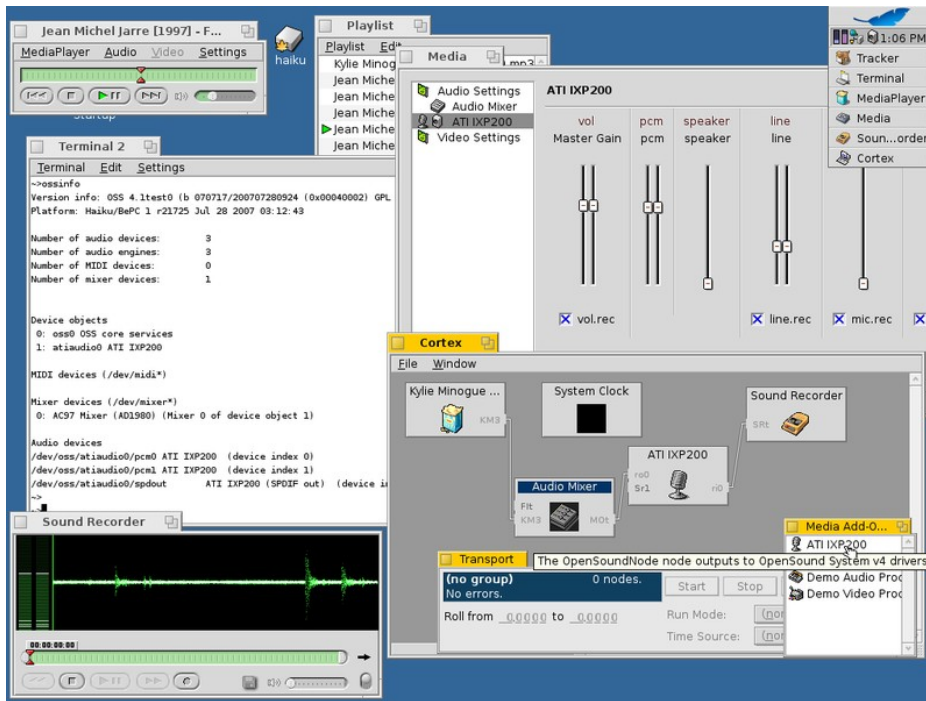 Jean Michel Jarre [1997] - F...
MediaPlayer Audio Video Settings
haiku
Startup
Playlist
Playlist Edit
Kylie Minog
.mp3
Jean Miche
Jean Miche
Jean Miche
Jean Miche
Jean Miche
Media
Audio Settings
Audio Mixer
ATI IXP200
Video Settings
ATI IXP200
vol pcm speaker line
Master Gain pcm speaker line
vol.rec line.rec mic.rec
1:06 PM
Tracker
Terminal
MediaPlayer
Media
Soun...order
Cortex
Terminal 2
Terminal Edit Settings
~>ossinfo
Version info: OSS 4.1test0 (b 070717/200707280924 (0x00040002) GPL
Platform: Haiku/BePC 1 r21725 Jul 28 2007 03:12:43
Number of audio devices: 3
Number of audio engines: 3
Number of MIDI devices: 0
Number of mixer devices: 1
Device objects
0: oss0 OSS core services
1: atiaudio0 ATI IXP200
MIDI devices (/dev/midi*)
Mixer devices (/dev/mixer*)
0: AC97 Mixer (AD1980) (Mixer 0 of device object 1)
Audio devices
/dev/oss/atiaudio0/pcm0 ATI IXP200 (device index 0)
/dev/oss/atiaudio0/pcm1 ATI IXP200 (device index 1)
/dev/oss/atiaudio0/spdout ATI IXP200 (SPDIF out) (device i
~>
~>
Cortex
File Window
Kylie Minogue ...
KM3
System Clock
Sound Recorder
SRt
ATI IXP200
ro0
Sr1 ri0
Audio Mixer
FIt
KM3 MOt
Transport
(no group) 0 nodes.
No errors.
Start Stop
Roll from 0.0000 to 0.0000
Run Mode: (no
Time Source: (no
Media Add-O...
ATI IXP200
The OpenSoundNode node outputs to OpenSound System v4 drivers
Demo Audio Prod
Demo Video Prod
Sound Recorder
00:00:00:00